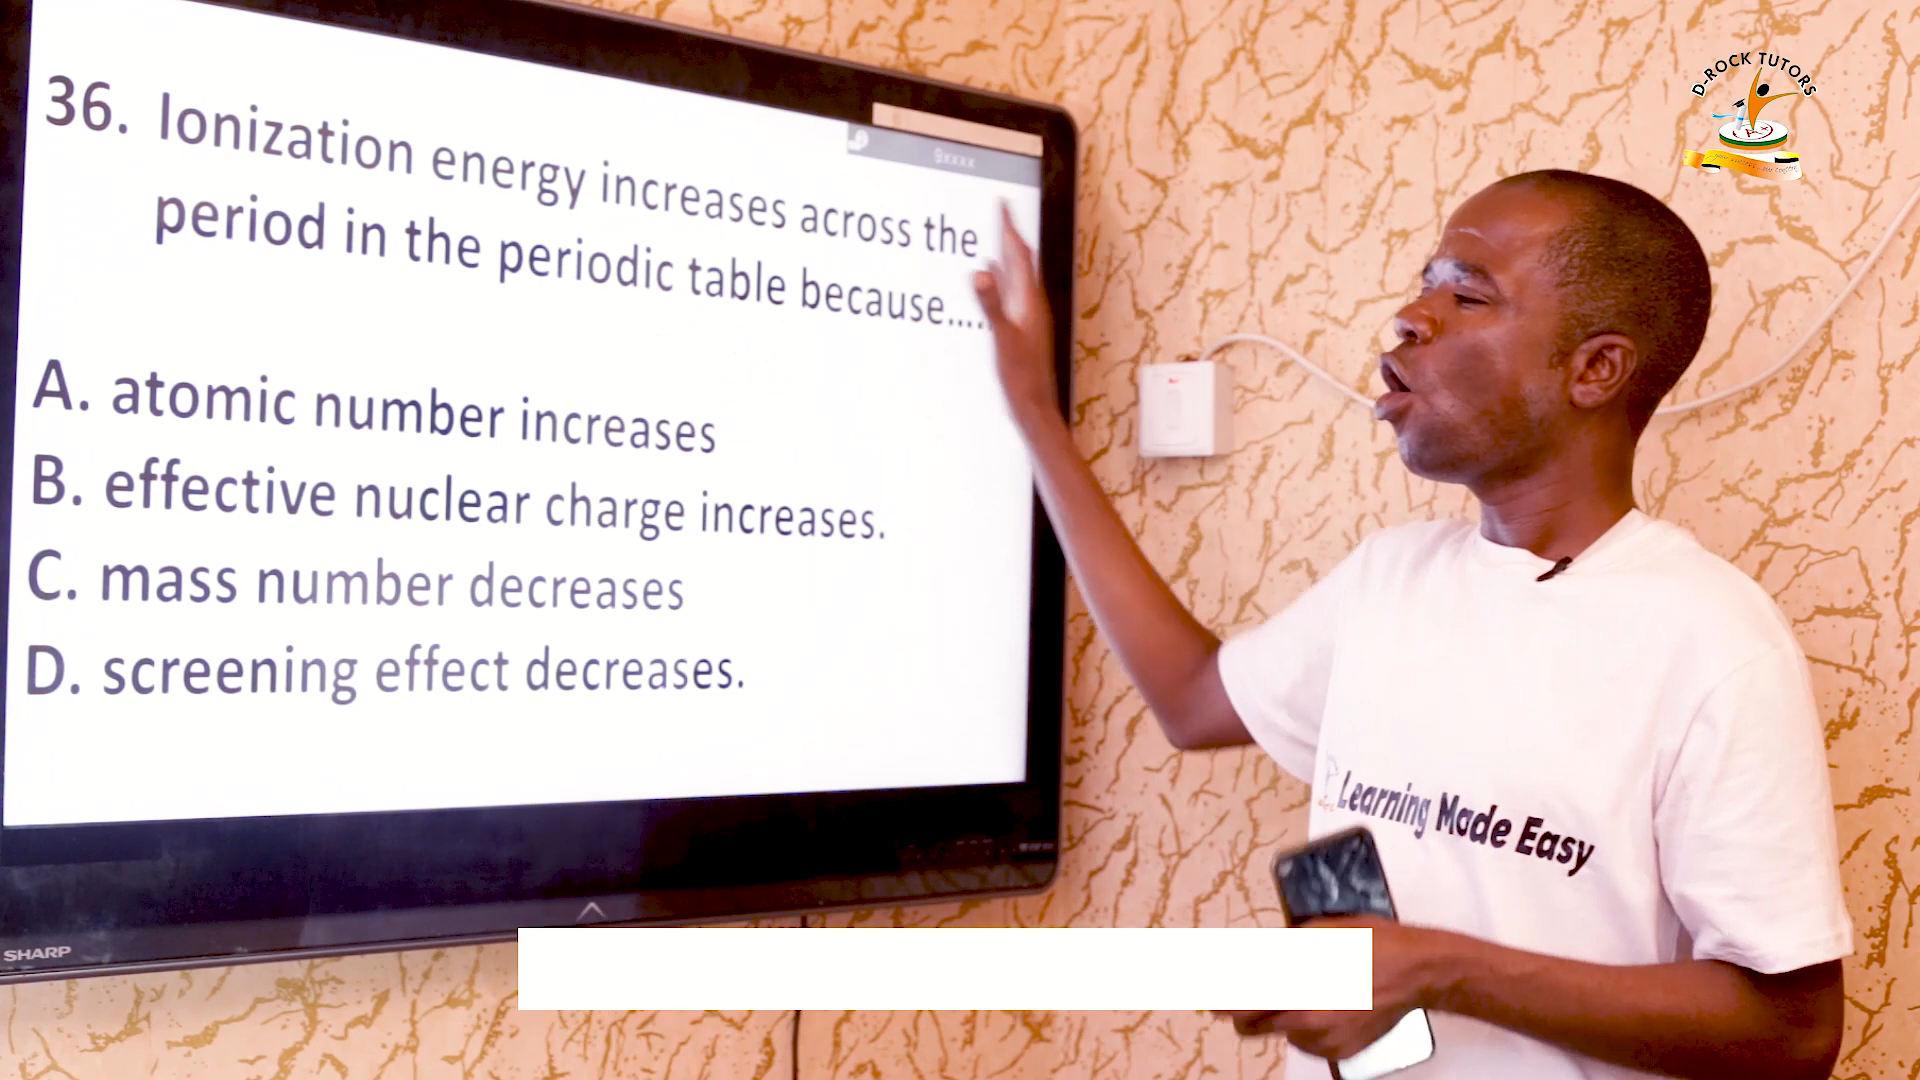 36. Ionization energy increases across the
period in the periodic table because.....
A. atomic number increases
B. effective nuclear charge increases.
C. mass number decreases
D. screening effect decreases.
SHARP
D-ROCK TUTORS
A+
Learning Made Easy